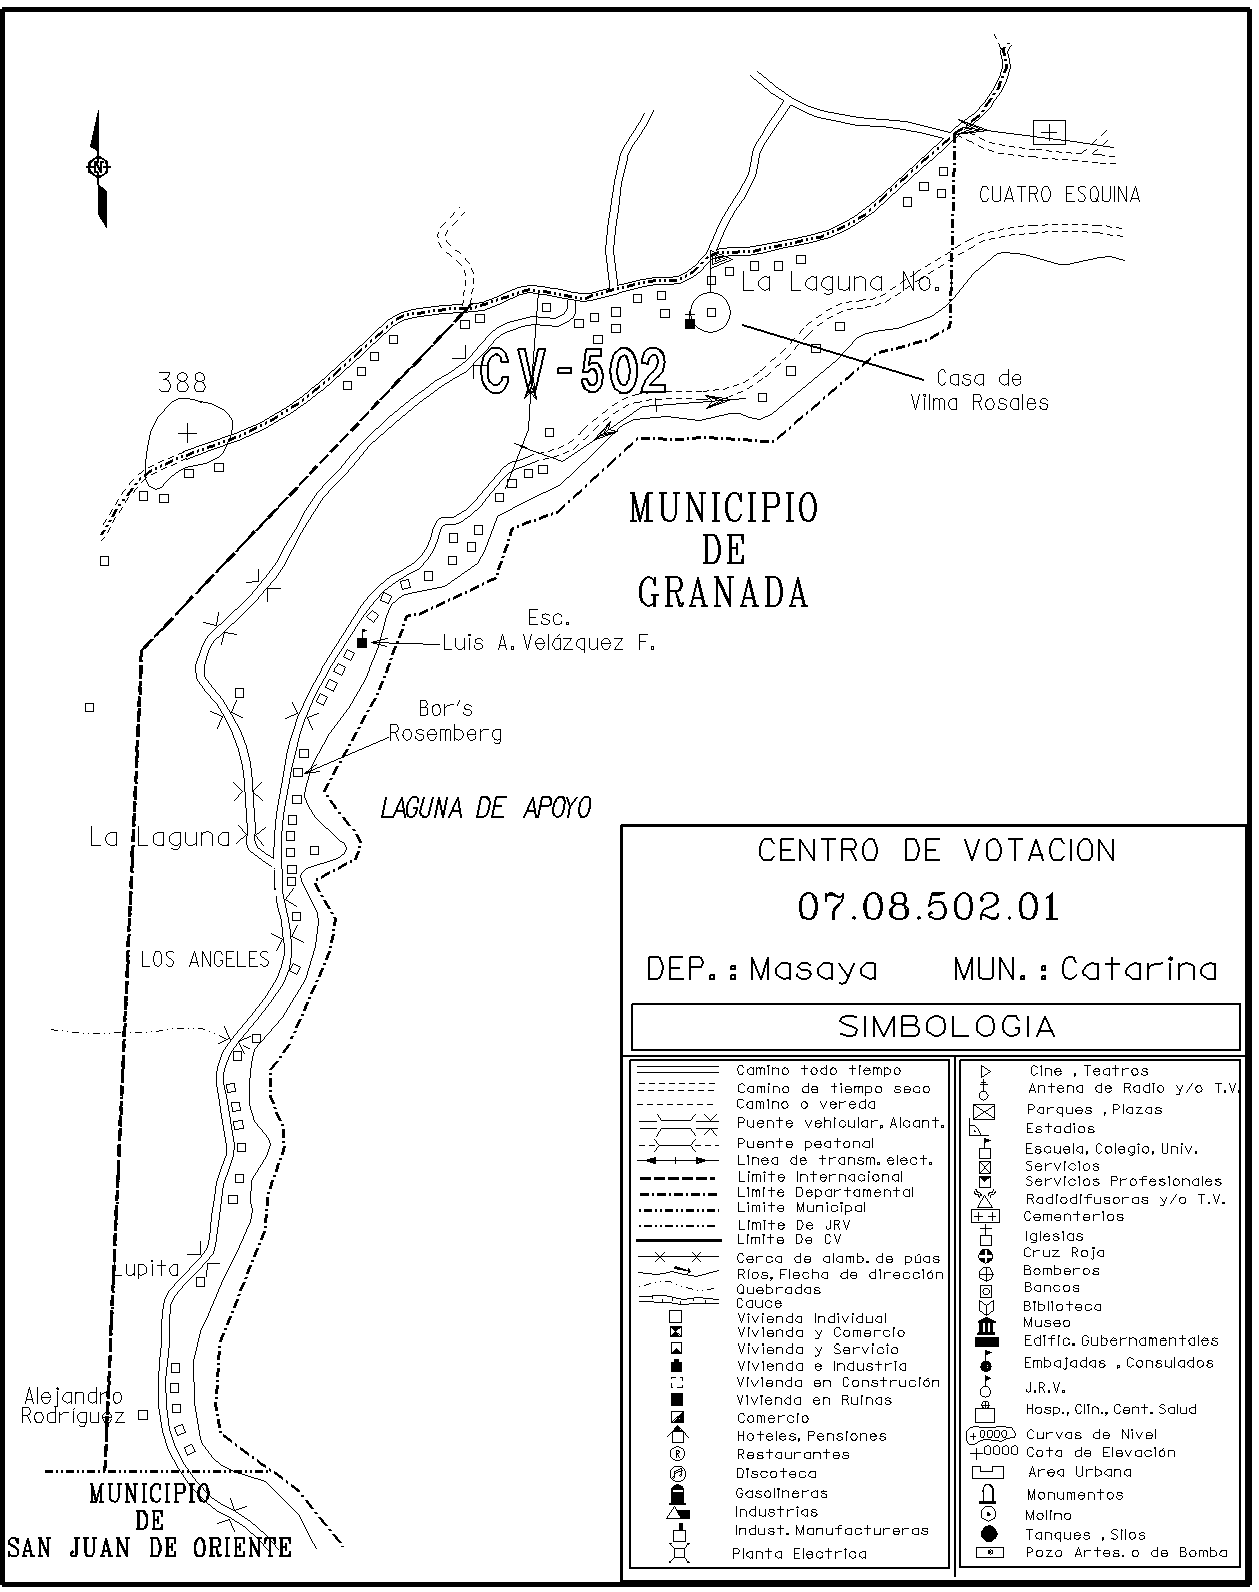 N
CUATRO ESQUINA
La Laguna No.
388
CV-502
Casa de
Vilma Rosales
MUNICIPIO
DE
GRANADA
Esc.
Luis A. Velázquez F.
Bor's
Rosemberg
LAGUNA DE APOYO
La Laguna
LOS ANGELES
Lupita
Alejandro
Rodríguez
MUNICIPIO
DE
SAN JUAN DE ORIENTE
CENTRO DE VOTACION
07.08.502.01
DEP.: Masaya MUN.: Catarina
SIMBOLOGIA
Camino todo tiempo
Camino de tiempo seco
Camino o vereda
Puente vehicular, Alcant.
Puente peatonal
Linea de transm. elect.
Limite Internacional
Limite Departamental
Limite Municipal
Limite De JRV
Limite De CV
Cerca de alamb. de púas
Ríos, Flecha de dirección
Quebradas
Cauce
Vivienda Individual
Vivienda y Comercio
Vivienda y Servicio
Vivienda e Industria
Vivienda en Construción
Vivienda en Ruinas
Comercio
Hoteles, Pensiones
R Restaurantes
Discoteca
Gasolineras
Industrias
Indust. Manufactureras
Planta Electrica
Cine , Teatros
Antena de Radio y/o T.V.
Parques , Plazas
Estadios
Escuela, Colegio, Univ.
Servicios
Servicios Profesionales
Radiodifusoras y/o T.V.
Cementerios
Iglesias
Cruz Roja
Bomberos
Bancos
Biblioteca
Museo
Edific. Gubernamentales
Embajadas , Consulados
J.R.V.
Hosp., Clin., Cent. Salud
+0000 Curvas de Nivel
+0000 Cota de Elevación
Area Urbana
Monumentos
Molino
Tanques , Silos
Pozo Artes. o de Bomba